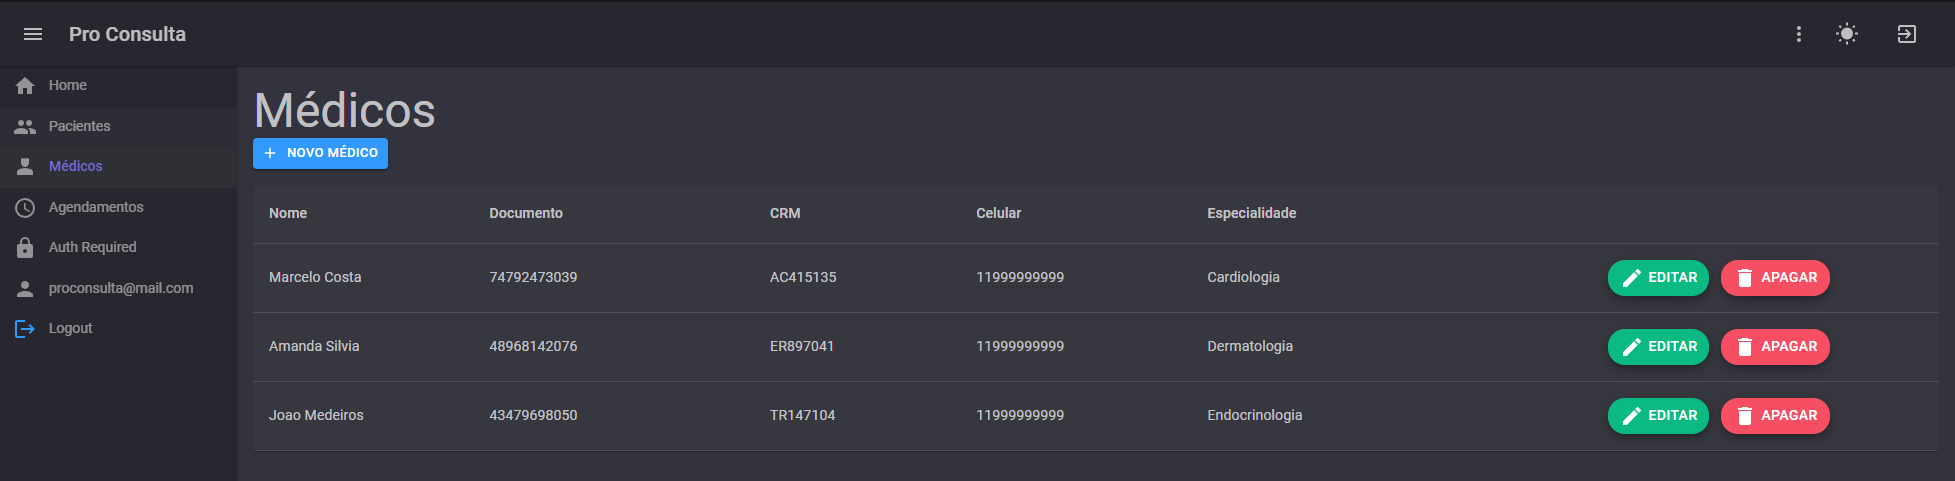 Pro Consulta
Home
Pacientes
Médicos
Agendamentos
Auth Required
proconsulta@mail.com
Logout
Médicos
NOVO MÉDICO
Nome Documento CRM Celular Especialidade
Marcelo Costa 74792473039 AC415135 11999999999 Cardiologia EDITAR APAGAR
Amanda Silvia 48968142076 ER897041 11999999999 Dermatologia EDITAR APAGAR
Joao Medeiros 43479698050 TR147104 11999999999 Endocrinologia EDITAR APAGAR